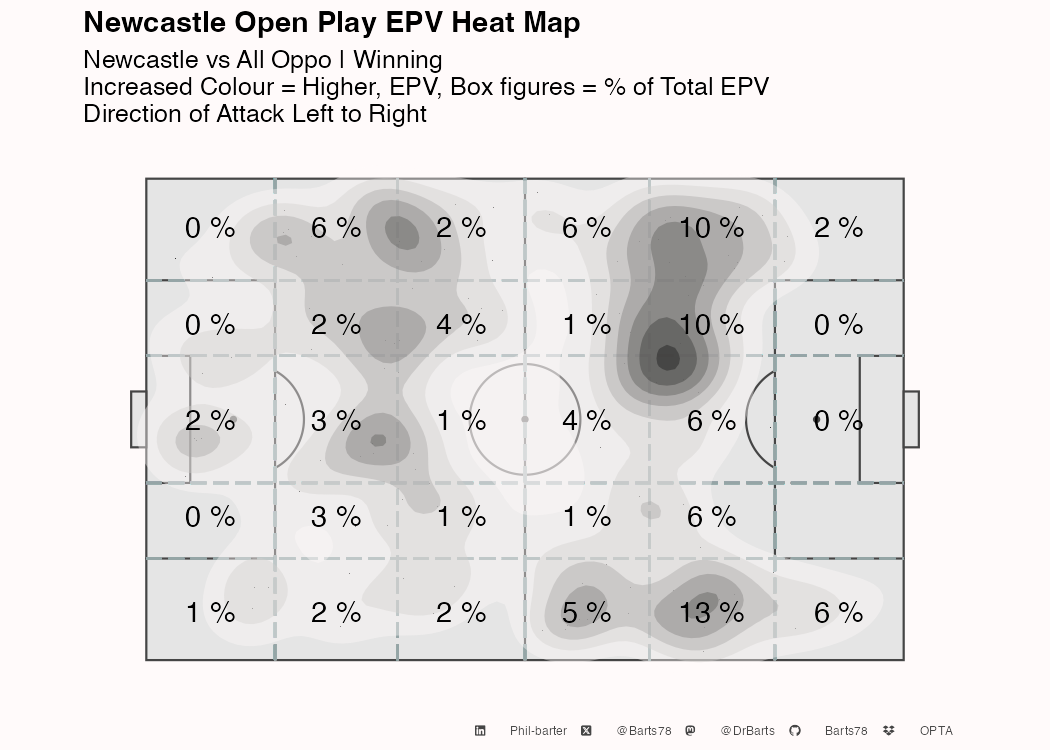 Newcastle Open Play EPV Heat Map
Newcastle vs All Oppo | Winning
Increased Colour = Higher, EPV, Box figures = % of Total EPV
Direction of Attack Left to Right
0 % 6 % 2 % 6 % 10 % 2 %
0 % 2 % 4 % 1 % 10 % 0 %
2 % 3 % 1 % 4 % 6 % 0 %
0 % 3 % 1 % 1 % 6 %
1 % 2 % 2 % 5 % 13 % 6 %
Phil-barter @Barts78 @DrBarts Barts78 OPTA